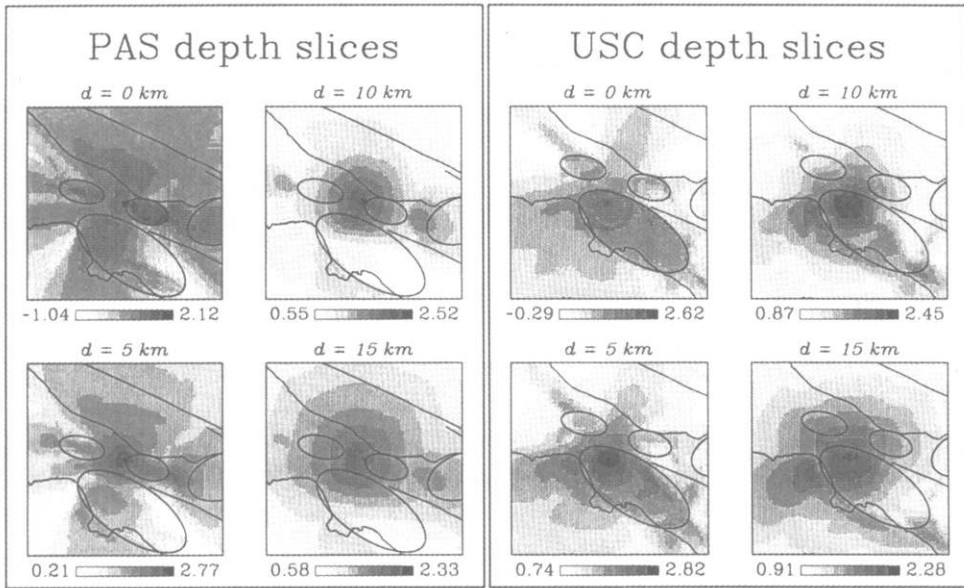 PAS depth slices
d = 0 km
d = 10 km
-1.04 2.12
0.55 2.52
d = 5 km
d = 15 km
0.21 2.77
0.58 2.33
USC depth slices
d = 0 km
d = 10 km
-0.29 2.62
0.87 2.45
d = 5 km
d = 15 km
0.74 2.82
0.91 2.28